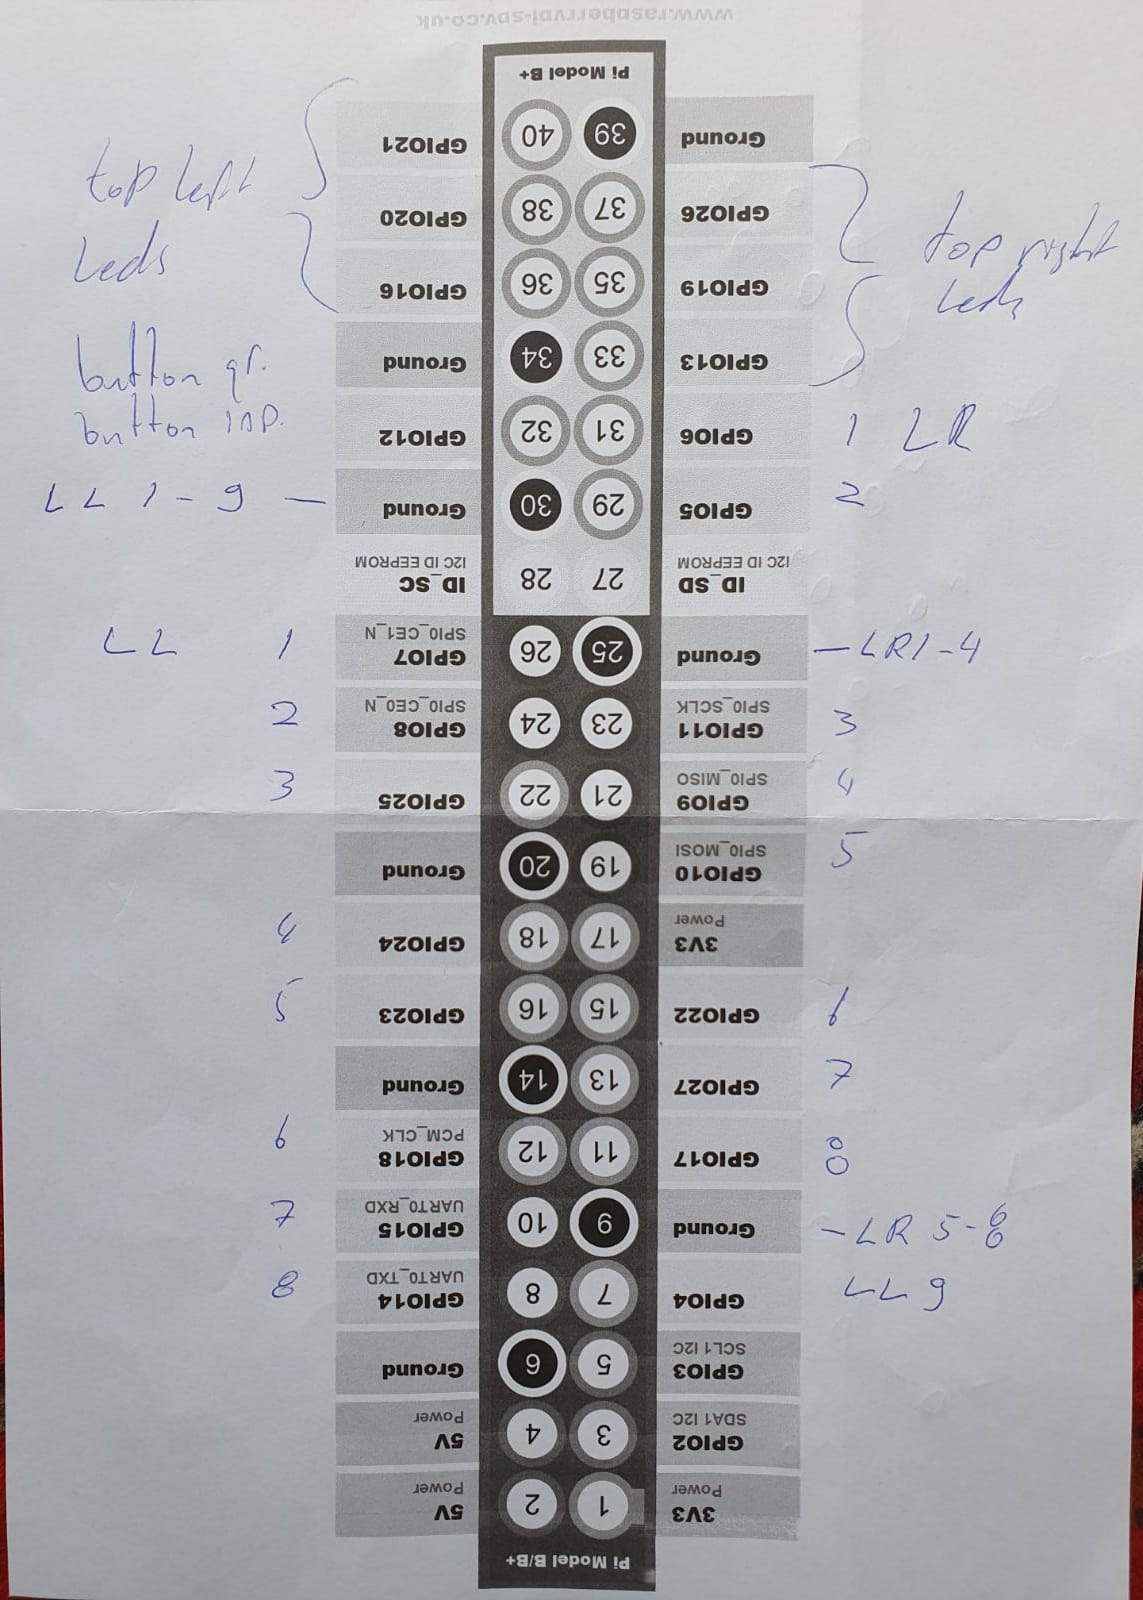 www.raspberrypi-spy.co.uk
Pi Model B+
GPIO21 40 39 Ground
top left GPIO20 38 37 GPIO26
leds GPIO16 36 35 GPIO19 top right leds
button gr. Ground 34 33 GPIO13
button inp. GPIO12 32 31 GPIO6 1 LR
LL 1-9 — Ground 30 29 GPIO5 2
I2C ID EEPROM I2C ID EEPROM
ID_SC 28 27 ID_SD
SPI0_CE1_N
LL 1 GPIO7 26 25 Ground - LR1-4
SPI0_CE0_N SPI0_SCLK
2 GPIO8 24 23 GPIO11 3
SPI0_MISO
3 GPIO25 22 21 GPIO9 4
SPI0_MOSI
Ground 20 19 GPIO10 5
Power
4 GPIO24 18 17 3V3
5 GPIO23 16 15 GPIO22 6
Ground 14 13 GPIO27 7
PCM_CLK
6 GPIO18 12 11 GPIO17 8
UART0_RXD
7 GPIO15 10 9 Ground - LR 5-8
UART0_TXD
8 GPIO14 8 7 GPIO4 LL 9
SCL1 I2C
Ground 6 5 GPIO3
Power SDA1 I2C
5V 4 3 GPIO2
Power Power
5V 2 1 3V3
Pi Model B/B+